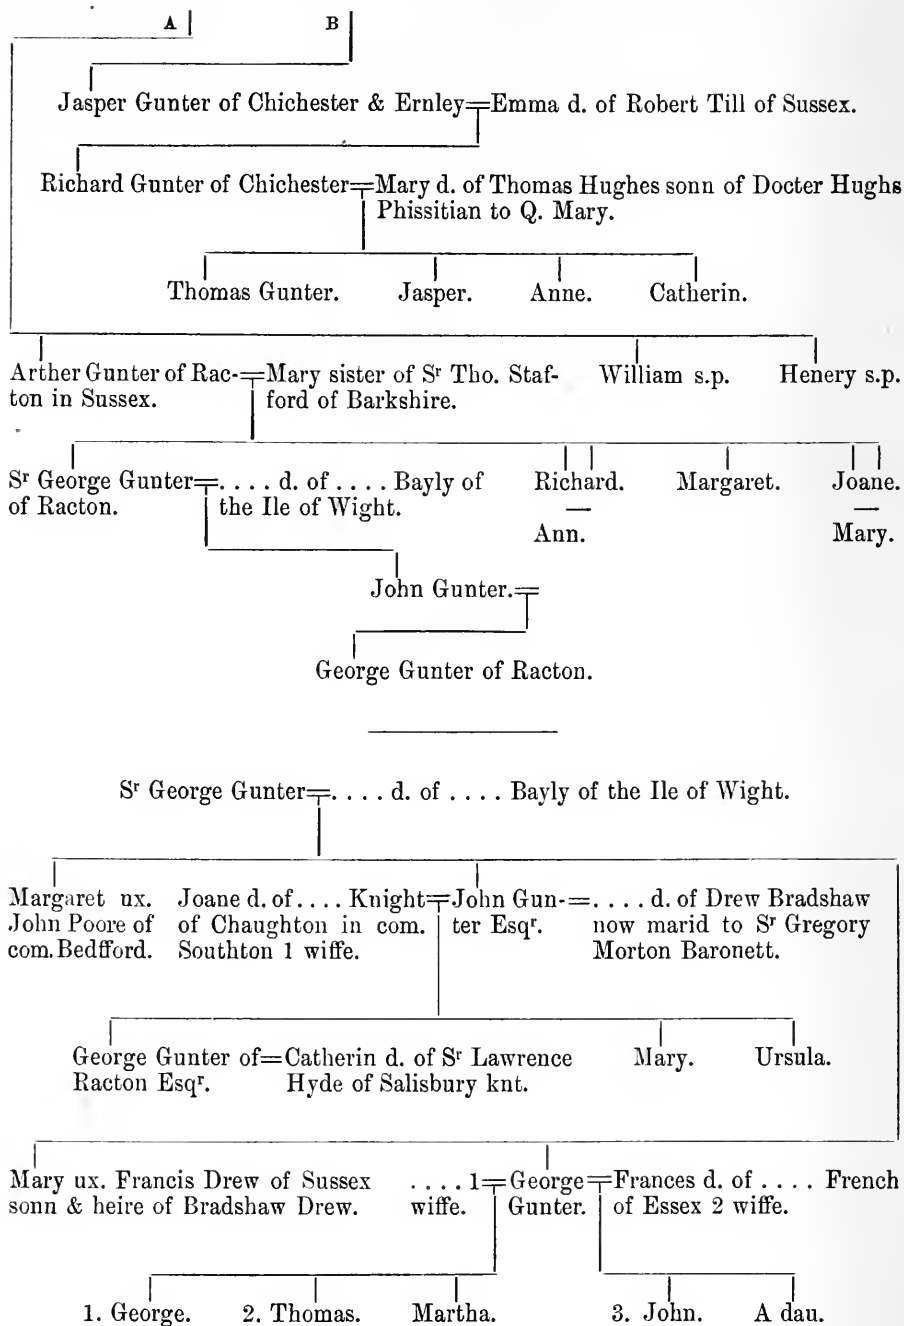 A B
Jasper Gunter of Chichester & Ernley=Emma d. of Robert Till of Sussex.
Richard Gunter of Chichester=Mary d. of Thomas Hughes sonn of Docter Hughs
Phissitian to Q. Mary.
Thomas Gunter. Jasper. Anne. Catherin.
Arther Gunter of Rac-=Mary sister of Sʳ Tho. Staf- William s.p. Henery s.p.
ton in Sussex. ford of Barkshire.
Sʳ George Gunter=. . . . d. of . . . . Bayly of Richard. Margaret. Joane.
of Racton. the Ile of Wight. — —
Ann. Mary.
John Gunter.=
George Gunter of Racton.
Sʳ George Gunter=. . . . d. of . . . . Bayly of the Ile of Wight.
Margaret ux. Joane d. of . . . . Knight=John Gun-=. . . . d. of Drew Bradshaw
John Poore of of Chaughton in com. ter Esqʳ. now marid to Sʳ Gregory
com. Bedfford. Southton 1 wiffe. Morton Baronett.
George Gunter of=Catherin d. of Sʳ Lawrence Mary. Ursula.
Racton Esqʳ. Hyde of Salisbury knt.
Mary ux. Francis Drew of Sussex . . . . 1=George=Frances d. of . . . . French
sonn & heire of Bradshaw Drew. wiffe. Gunter. of Essex 2 wiffe.
1. George. 2. Thomas. Martha. 3. John. A dau.